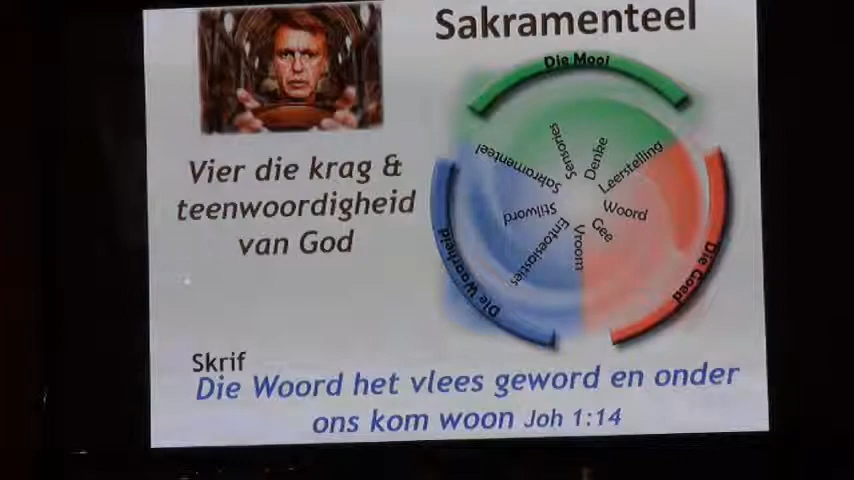 Sakramenteel
Vier die krag &
teenwoordigheid
van God
Die Mooi
Sensories
Denke
Leerstelling
Woord
Gee
Vroom
Entoesiasties
Stilword
Sakramenteel
Die Waarheid
Die Goed
Skrif
Die Woord het vlees geword en onder
ons kom woon Joh 1:14